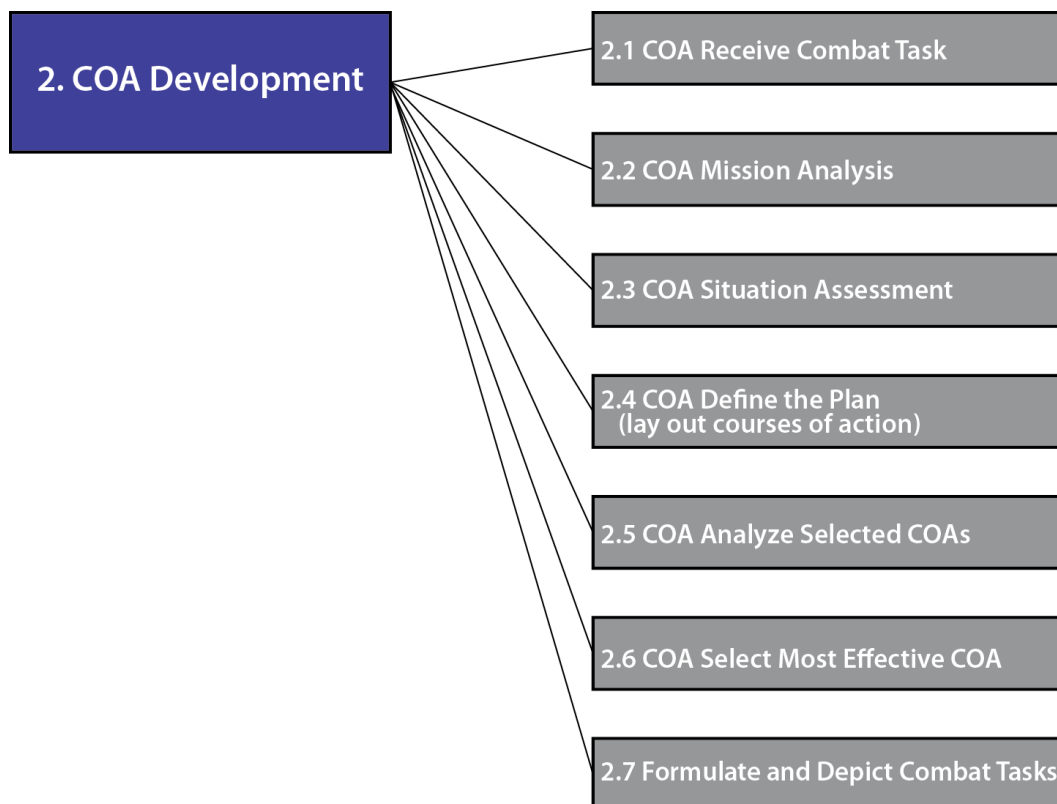 2. COA Development
2.1 COA Receive Combat Task
2.2 COA Mission Analysis
2.3 COA Situation Assessment
2.4 COA Define the Plan
(lay out courses of action)
2.5 COA Analyze Selected COAs
2.6 COA Select Most Effective COA
2.7 Formulate and Depict Combat Tasks